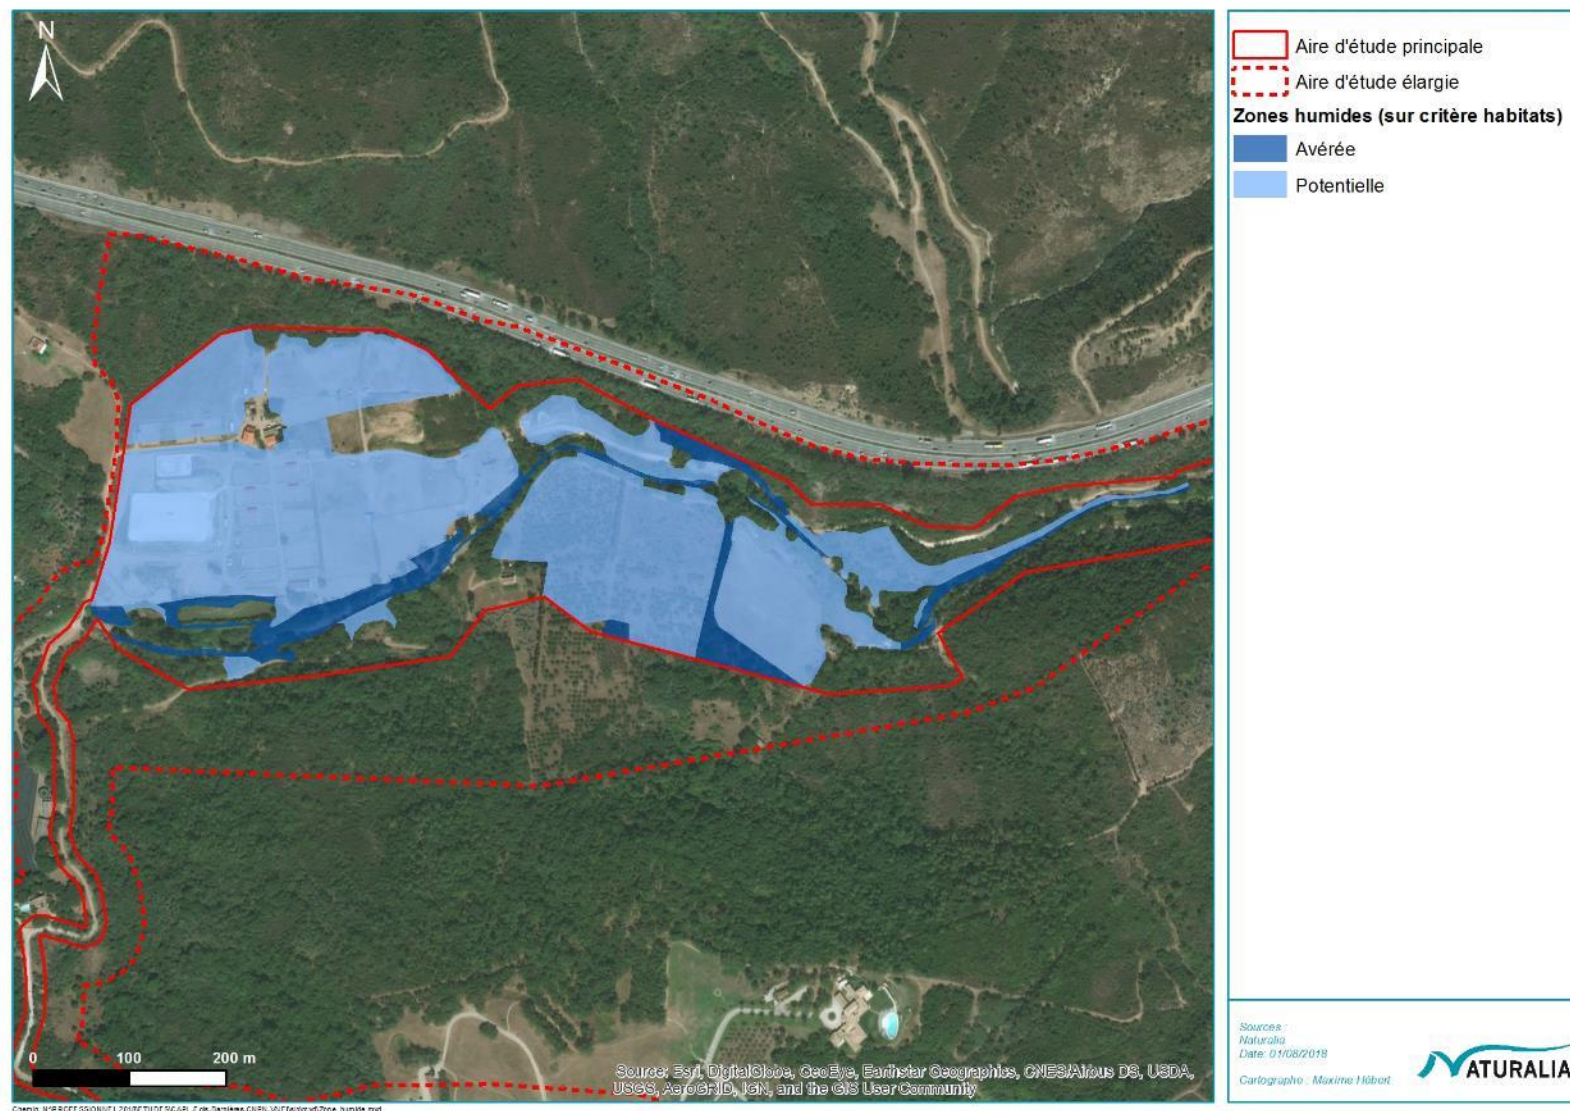 N
Aire d'étude principale
Aire d'étude élargie
Zones humides (sur critère habitats)
Avérée
Potentielle
0 100 200 m
Source: Esri, DigitalGlobe, GeoEye, Earthstar Geographics, CNES/Airbus DS, USDA,
USGS, AeroGRID, IGN, and the GIS User Community
Sources :
Naturalia
Date: 01/08/2018
Cartographe : Maxime Hébert
NATURALIA